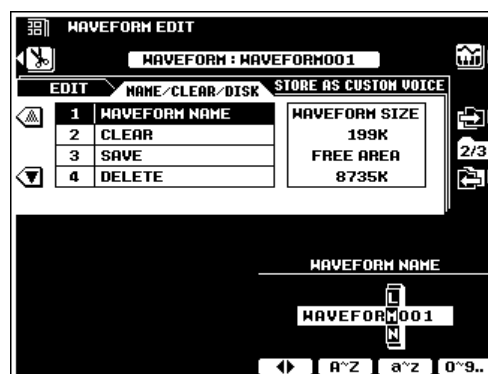 WAVEFORM EDIT
WAVEFORM : WAVEFORM001
EDIT NAME/CLEAR/DISK STORE AS CUSTOM VOICE
1 WAVEFORM NAME
2 CLEAR
3 SAVE
4 DELETE
WAVEFORM SIZE
199K
FREE AREA
8735K
2/3
WAVEFORM NAME
L
WAVEFORM001
N
A~Z a~z 0~9..